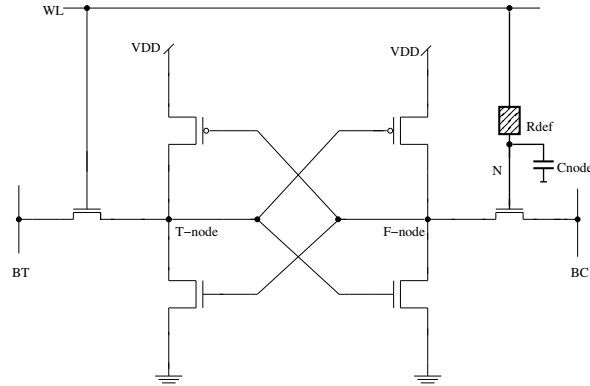 WL
VDD
VDD
Rdef
Cnode
N
T-node
F-node
BT
BC